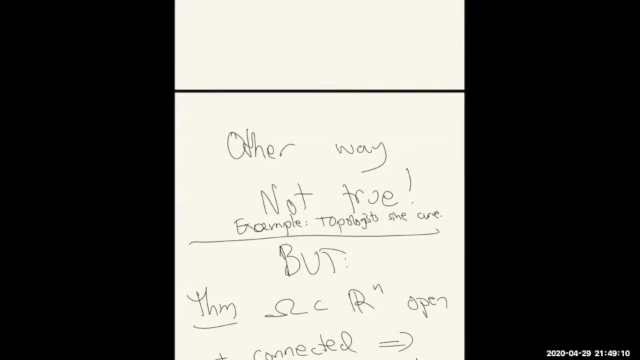 Other way
Not true!
Example: Topologists sine curve.
BUT:
Thm Ω ⊂ ℝⁿ open
connected ⇒
2020-04-29 21:49:10